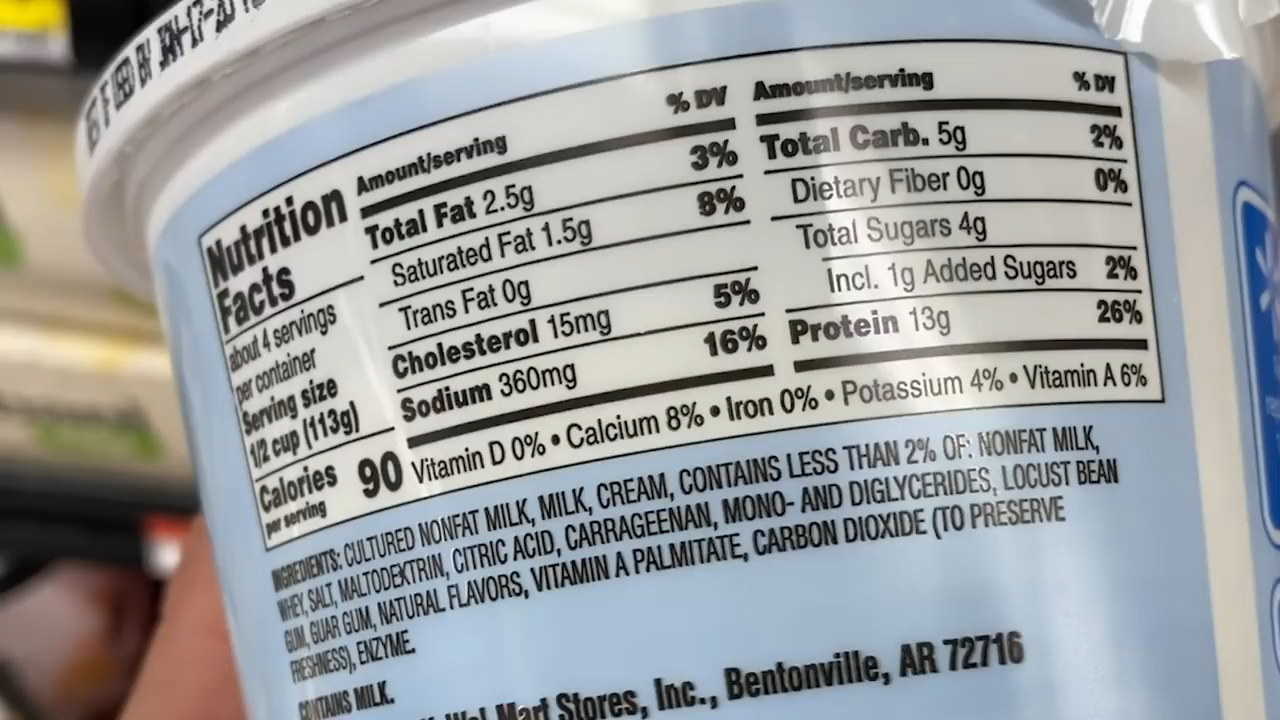 Nutrition
Facts
about 4 servings
per container
Serving size
1/2 cup (113g)
Calories 90
per serving
Amount/serving % DV
Total Fat 2.5g 3%
Saturated Fat 1.5g 8%
Trans Fat 0g
Cholesterol 15mg 5%
Sodium 360mg 16%
Amount/serving % DV
Total Carb. 5g 2%
Dietary Fiber 0g 0%
Total Sugars 4g
Incl. 1g Added Sugars 2%
Protein 13g 26%
Vitamin D 0% • Calcium 8% • Iron 0% • Potassium 4% • Vitamin A 6%
INGREDIENTS: CULTURED NONFAT MILK, MILK, CREAM, CONTAINS LESS THAN 2% OF: NONFAT MILK,
WHEY, SALT, MALTODEXTRIN, CITRIC ACID, CARRAGEENAN, MONO- AND DIGLYCERIDES, LOCUST BEAN
GUM, GUAR GUM, NATURAL FLAVORS, VITAMIN A PALMITATE, CARBON DIOXIDE (TO PRESERVE
FRESHNESS), ENZYME.
CONTAINS MILK.
Wal-Mart Stores, Inc., Bentonville, AR 72716